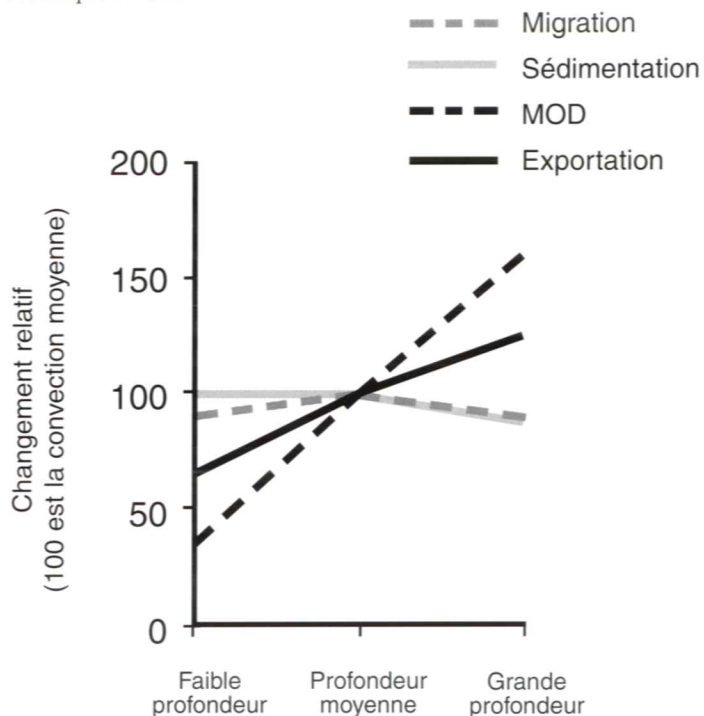 Migration
Sédimentation
MOD
Exportation
200
150
100
50
0
Changement relatif
(100 est la convection moyenne)
Faible
profondeur
Profondeur
moyenne
Grande
profondeur